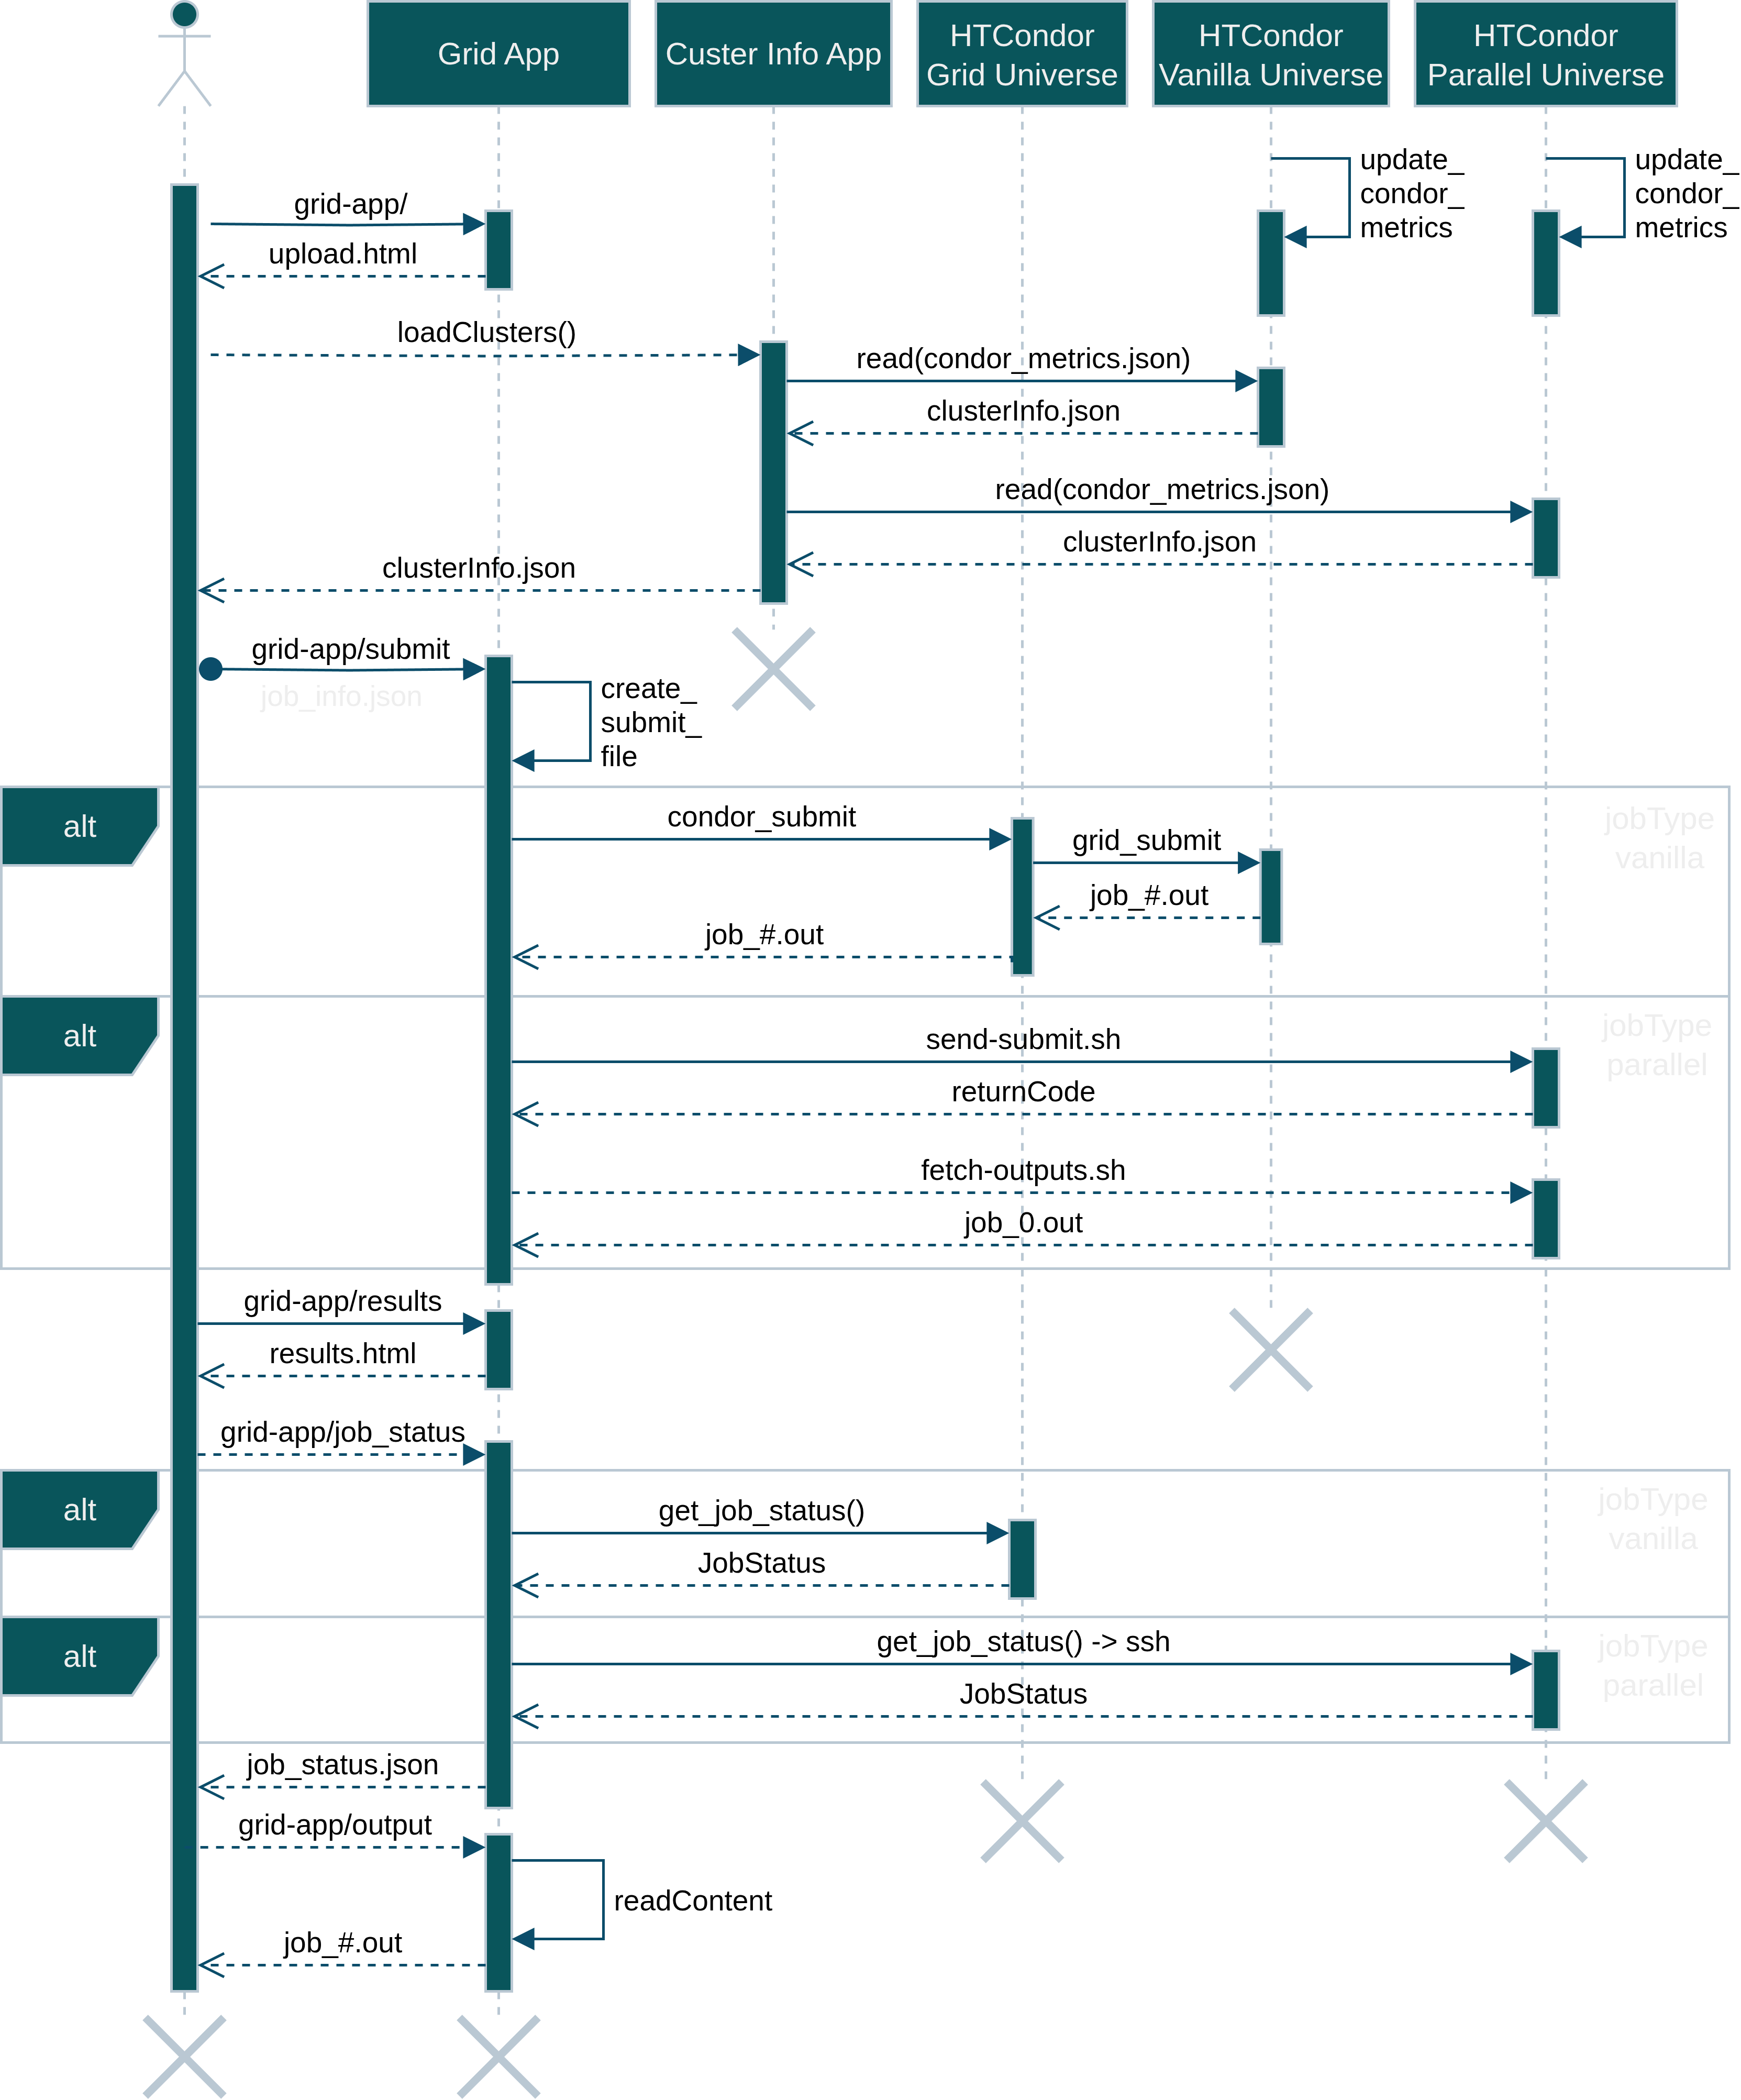 Grid App
Custer Info App
HTCondor
Grid Universe
HTCondor
Vanilla Universe
HTCondor
Parallel Universe
update_
condor_
metrics
update_
condor_
metrics
grid-app/
upload.html
loadClusters()
read(condor_metrics.json)
clusterInfo.json
read(condor_metrics.json)
clusterInfo.json
clusterInfo.json
grid-app/submit
job_info.json
create_
submit_
file
alt
jobType
vanilla
condor_submit
grid_submit
job_#.out
job_#.out
alt
jobType
parallel
send-submit.sh
returnCode
fetch-outputs.sh
job_0.out
grid-app/results
results.html
grid-app/job_status
alt
jobType
vanilla
get_job_status()
JobStatus
alt
jobType
parallel
get_job_status() -> ssh
JobStatus
job_status.json
grid-app/output
readContent
job_#.out